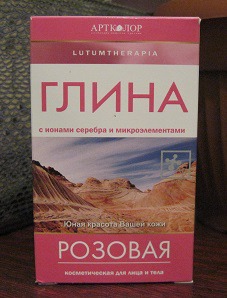 АРТКОЛОР
LUTUMTHERAPIA
ГЛИНА
с ионами серебра и микроэлементами
Юная красота Вашей кожи
РОЗОВАЯ
косметическая для лица и тела